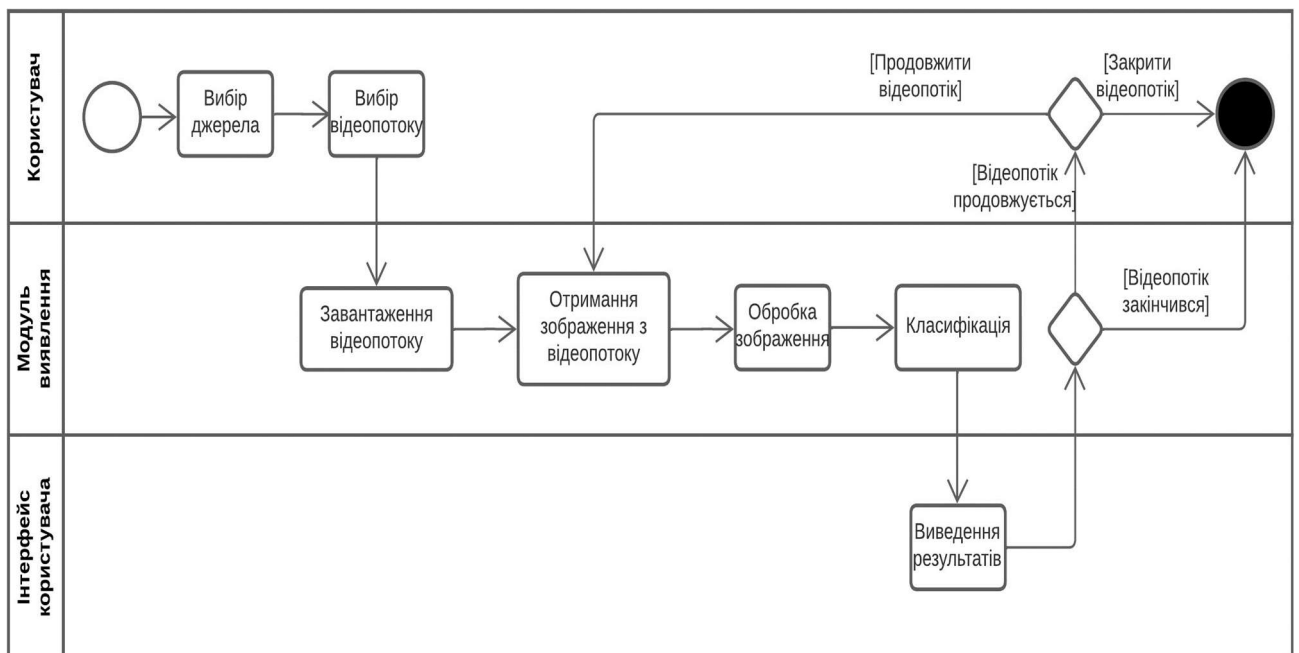 Користувач
Вибір
джерела
Вибір
відеопотоку
[Продовжити
відеопотік]
[Закрити
відеопотік]
[Відеопотік
продовжується]
Модуль
виявлення
Завантаження
відеопотоку
Отримання
зображення з
відеопотоку
Обробка
зображення
Класифікація
[Відеопотік
закінчився]
Інтерфейс
користувача
Виведення
результатів